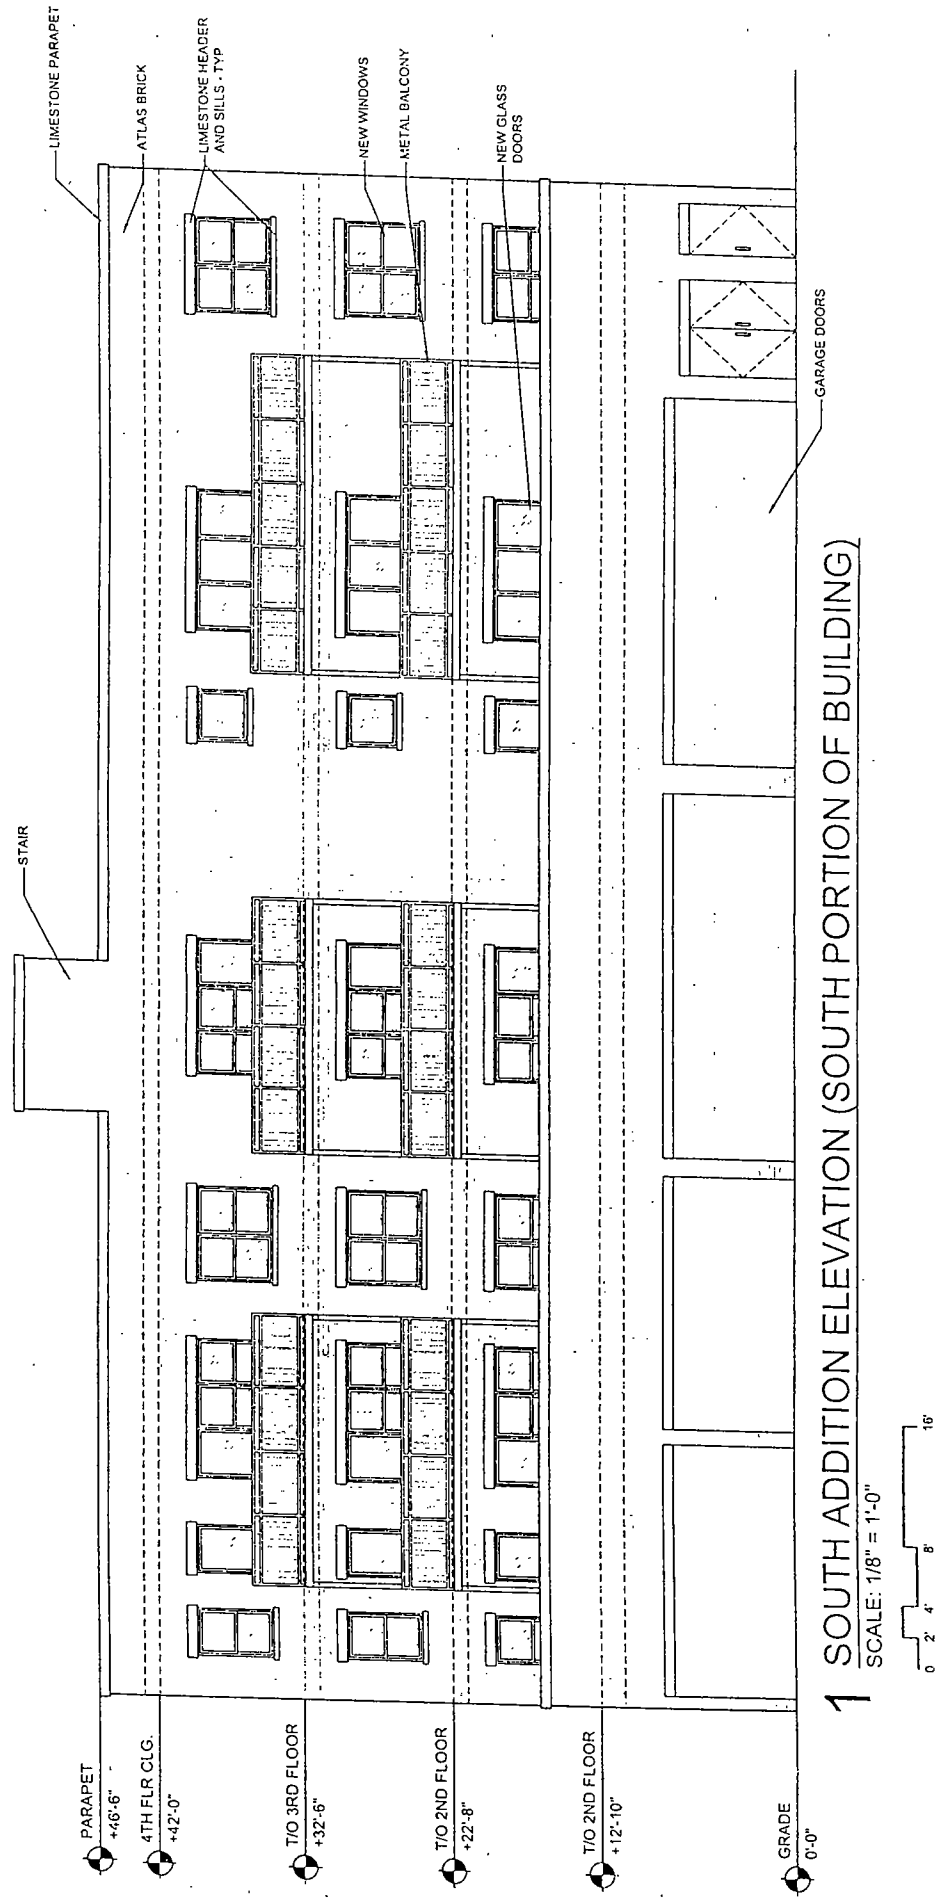 STAIR
LIMESTONE PARAPET
ATLAS BRICK
LIMESTONE HEADER
AND SILLS - TYP
NEW WINDOWS
METAL BALCONY
NEW GLASS
DOORS
GARAGE DOORS
PARAPET
+46'-6"
4TH FLR CLG.
+42'-0"
T/O 3RD FLOOR
+32'-6"
T/O 2ND FLOOR
+22'-8"
T/O 2ND FLOOR
+12'-10"
GRADE
0'-0"
1 SOUTH ADDITION ELEVATION (SOUTH PORTION OF BUILDING)
SCALE: 1/8" = 1'-0"
0 2' 4' 8' 16'